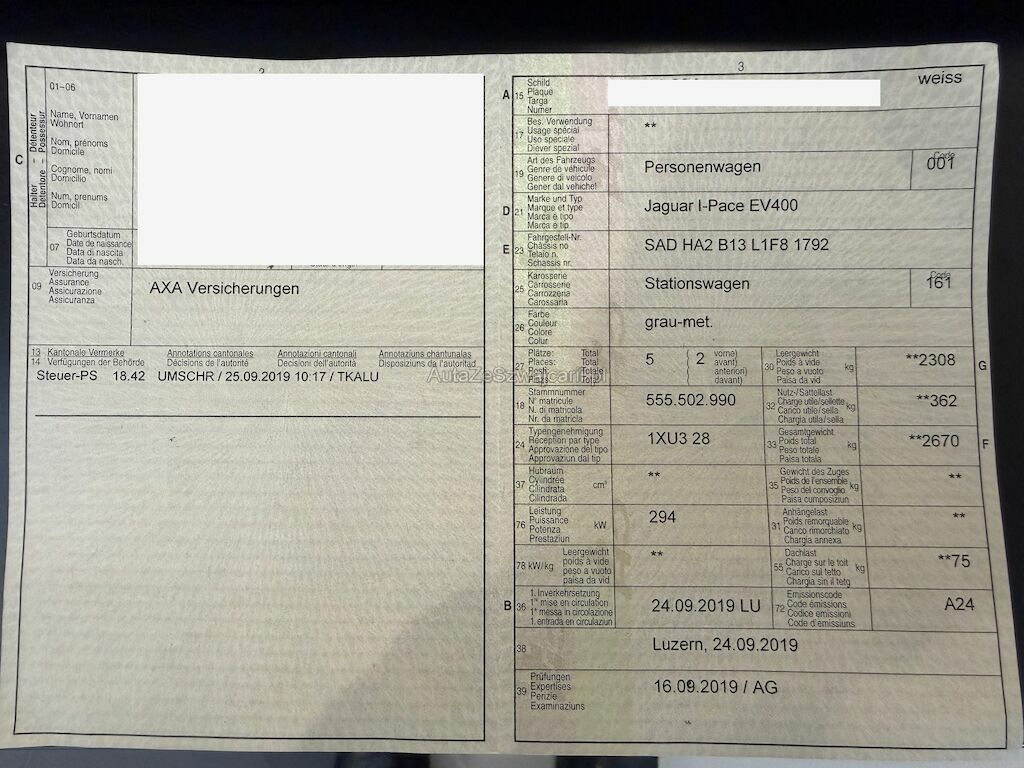 2
01-06
Halter - Détenteur
Detentore - Possessur
C
Name, Vornamen
Wohnort
Nom, prénoms
Domicile
Cognome, nomi
Domicilio
Num, prenums
Domicil
07
Geburtsdatum
Date de naissance
Data di nascita
Data da nasch.
09
Versicherung
Assurance
Assicurazione
Assicuranza
AXA Versicherungen
13 Kantonale Vermerke Annotations cantonales Annotazioni cantonali Annotaziuns chantunalas
14 Verfügungen der Behörde Décisions de l'autorité Decisioni dell'autorità Disposiziuns da l'autoritad
Steuer-PS 18.42 UMSCHR / 25.09.2019 10:17 / TKALU
AutaZeSzwajcarii.pl
3
A 15
Schild
Plaque
Targa
Numer
weiss
17
Bes. Verwendung
Usage spécial
Uso speciale
Diever spezial
**
19
Art des Fahrzeugs
Genre de véhicule
Genere di veicolo
Gener dal vehichel
Personenwagen
Code
001
D 21
Marke und Typ
Marque et type
Marca e tipo
Marca e tip
Jaguar I-Pace EV400
E 23
Fahrgestell-Nr.
Châssis no
Telaio n.
Schassis nr.
SAD HA2 B13 L1F8 1792
25
Karosserie
Carrosserie
Carrozzeria
Carossaria
Stationswagen
Code
161
26
Farbe
Couleur
Colore
Colur
grau-met.
27
Plätze: Total
Places: Total
Posti: Totale
Plazs: Total
5 ( 2
vorne)
avant)
anteriori)
davant)
30
Leergewicht
Poids à vide
Peso a vuoto
Paisa da vid
kg
**2308
G
18
Stammnummer
N° matricule
N. di matricola
Nr. da matricla
555.502.990
32
Nutz-/Sattellast
Charge utile/sellette
Carico utile/sella
Chargia utila/sella
kg
**362
24
Typengenehmigung
Réception par type
Approvazione del tipo
Approvaziun dal tip
1XU3 28
33
Gesamtgewicht
Poids total
Peso totale
Paisa totala
kg
**2670
F
37
Hubraum
Cylindrée
Cilindrata
Cilindrada
cm³
**
35
Gewicht des Zuges
Poids de l'ensemble
Peso del convoglio
Paisa cumposiziun
kg
**
76
Leistung
Puissance
Potenza
Prestaziun
kW
294
31
Anhängelast
Poids remorquable
Carico rimorchiato
Chargia annexa
kg
**
78 kW/kg
Leergewicht
poids à vide
peso a vuoto
paisa da vid
**
55
Dachlast
Charge sur le toit
Carico sul tetto
Chargia sin il tetg
kg
**75
B 36
1. Inverkehrsetzung
1re mise en circulation
1a messa in circolazione
1. entrada en circulaziun
24.09.2019 LU
72
Emissionscode
Code émissions
Codice emissioni
Code d'emissiuns
A24
38
Luzern, 24.09.2019
39
Prüfungen
Expertises
Perizie
Examinaziuns
16.09.2019 / AG